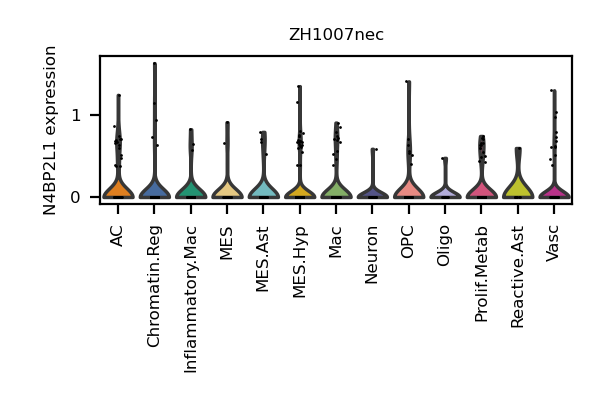 ZH1007nec
N4BP2L1 expression
1
0
AC
Chromatin.Reg
Inflammatory.Mac
MES
MES.Ast
MES.Hyp
Mac
Neuron
OPC
Oligo
Prolif.Metab
Reactive.Ast
Vasc